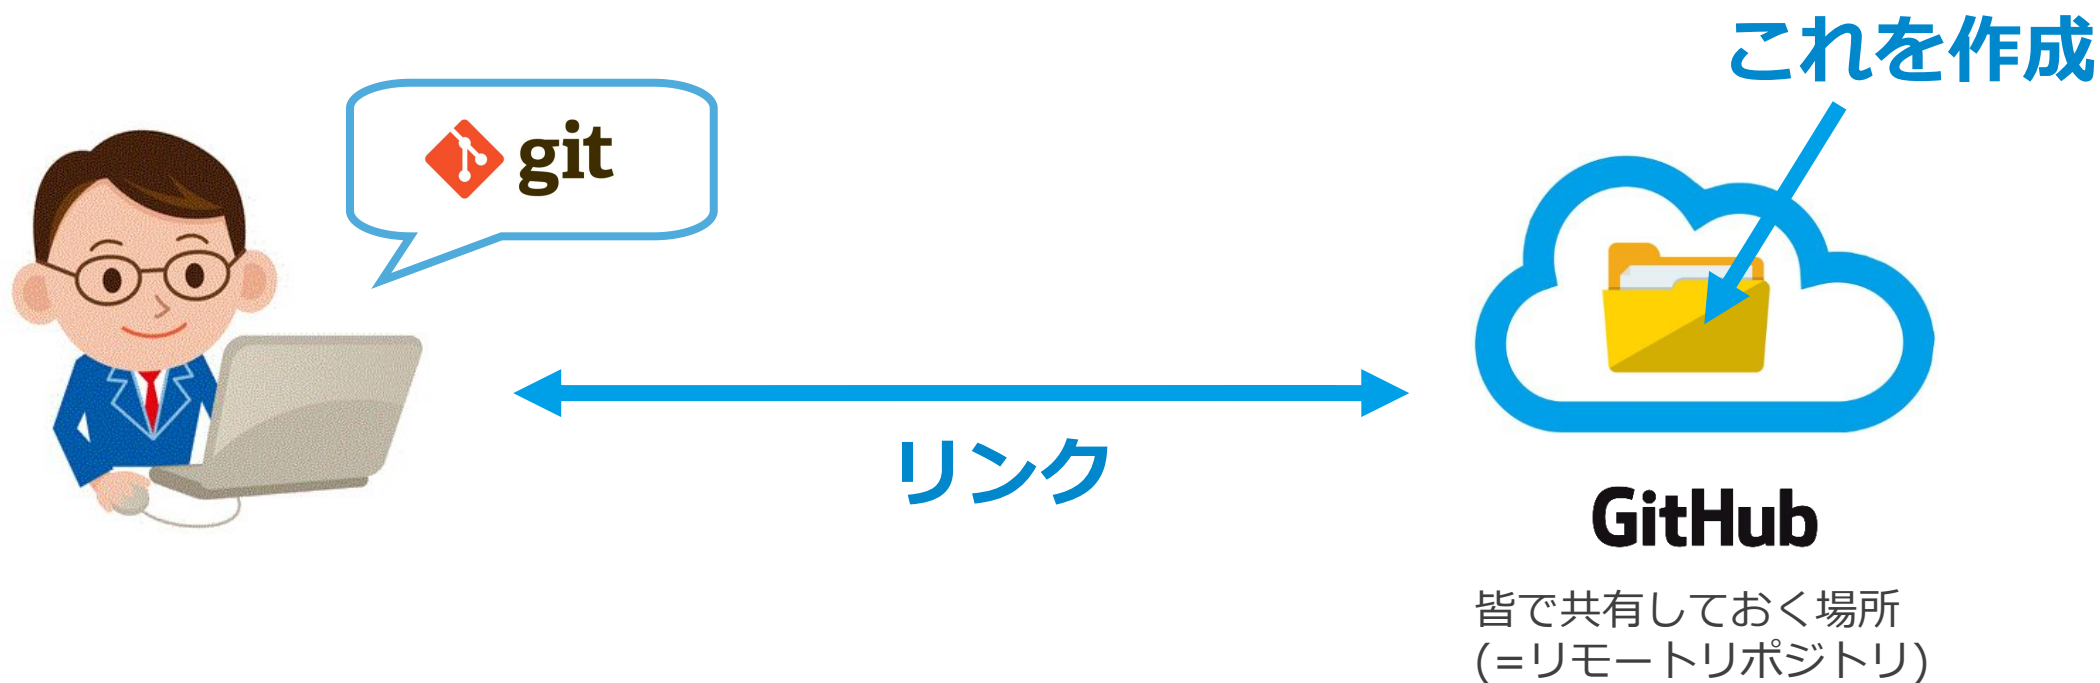 これを作成
git
リンク
GitHub
皆で共有しておく場所
(=リモートリポジトリ)